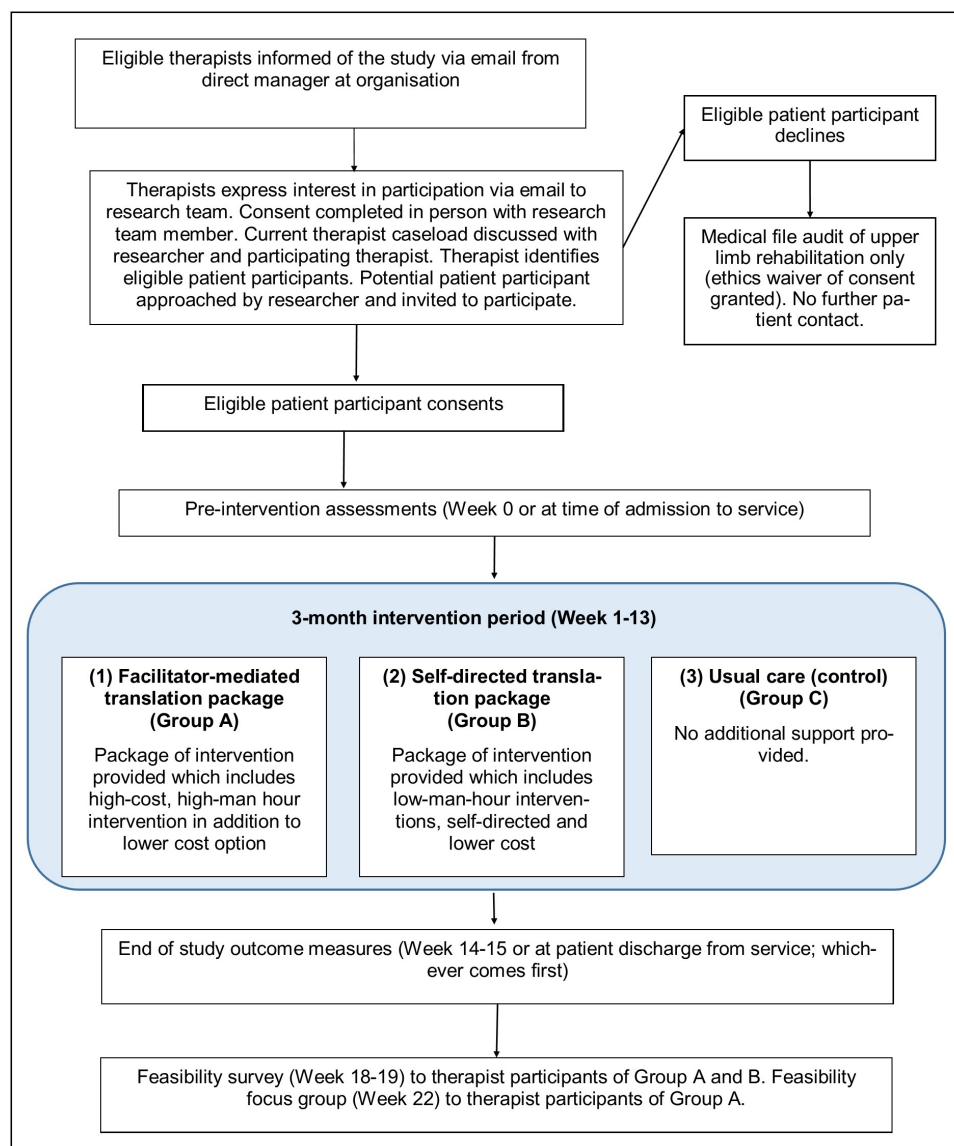 Eligible therapists informed of the study via email from
direct manager at organisation
Eligible patient participant
declines
Therapists express interest in participation via email to
research team. Consent completed in person with research
team member. Current therapist caseload discussed with
researcher and participating therapist. Therapist identifies
eligible patient participants. Potential patient participant
approached by researcher and invited to participate.
Medical file audit of upper
limb rehabilitation only
(ethics waiver of consent
granted). No further pa-
tient contact.
Eligible patient participant consents
Pre-intervention assessments (Week 0 or at time of admission to service)
3-month intervention period (Week 1-13)
(1) Facilitator-mediated
translation package
(Group A)
Package of intervention
provided which includes
high-cost, high-man hour
intervention in addition to
lower cost option
(2) Self-directed transla-
tion package
(Group B)
Package of intervention
provided which includes
low-man-hour interven-
tions, self-directed and
lower cost
(3) Usual care (control)
(Group C)
No additional support pro-
vided.
End of study outcome measures (Week 14-15 or at patient discharge from service; which-
ever comes first)
Feasibility survey (Week 18-19) to therapist participants of Group A and B. Feasibility
focus group (Week 22) to therapist participants of Group A.